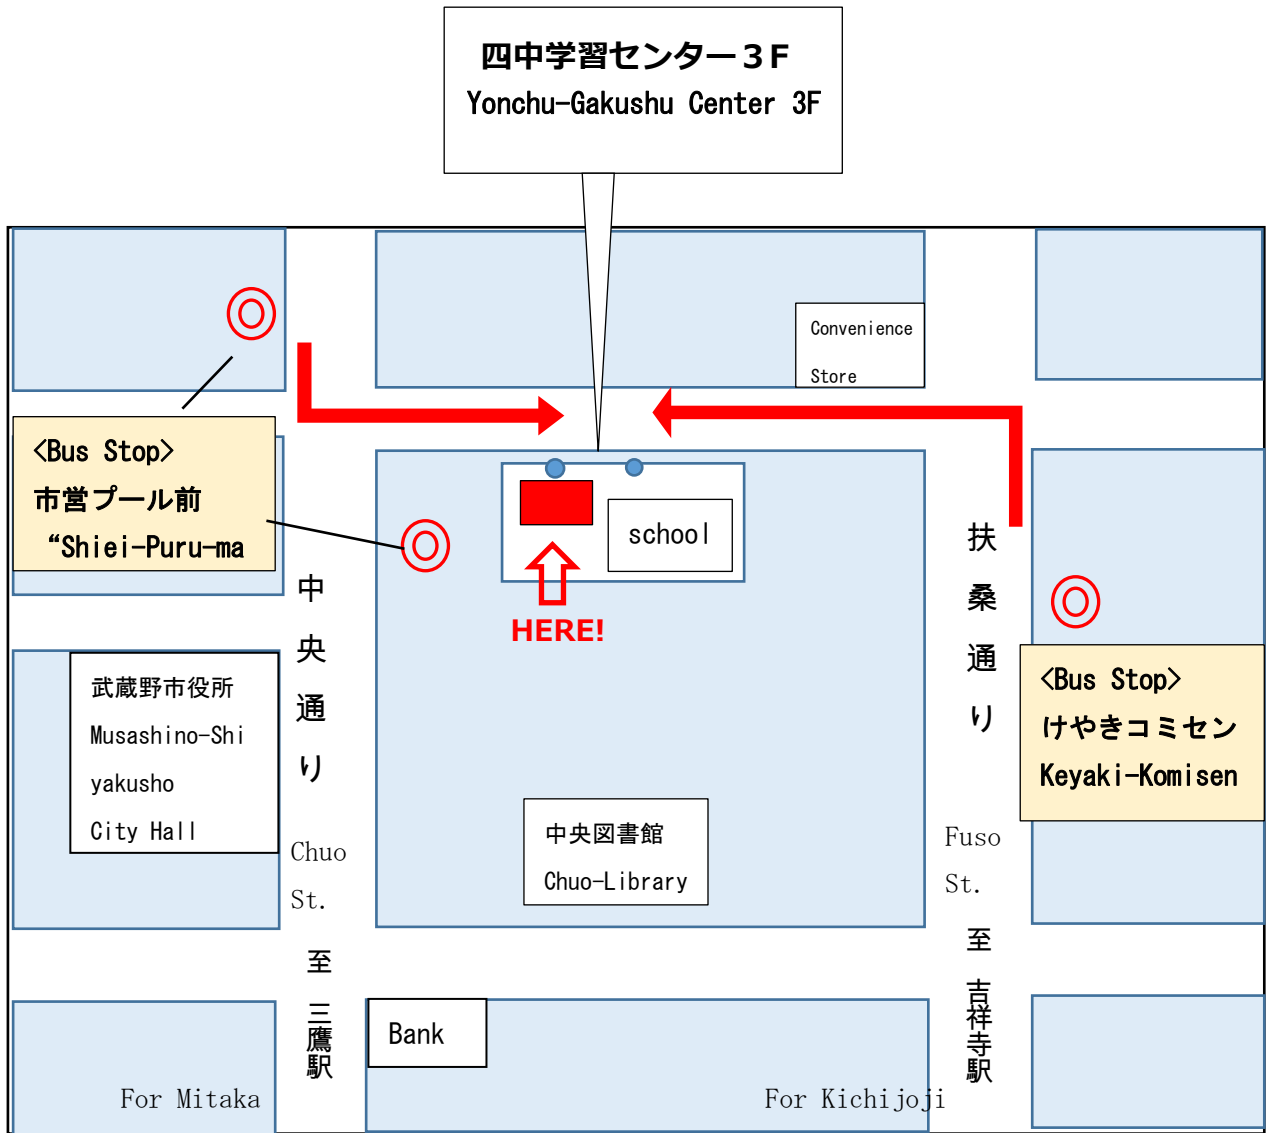 四中学習センター３F
Yonchu-Gakushu Center 3F
Convenience
Store
<Bus Stop>
市営プール前
“Shiei-Puru-ma
school
HERE!
中央通り
Chuo
St.
至 三鷹駅
扶桑通り
Fuso
St.
至 吉祥寺駅
<Bus Stop>
けやきコミセン
Keyaki-Komisen
武蔵野市役所
Musashino-Shi
yakusho
City Hall
中央図書館
Chuo-Library
Bank
For Mitaka
For Kichijoji